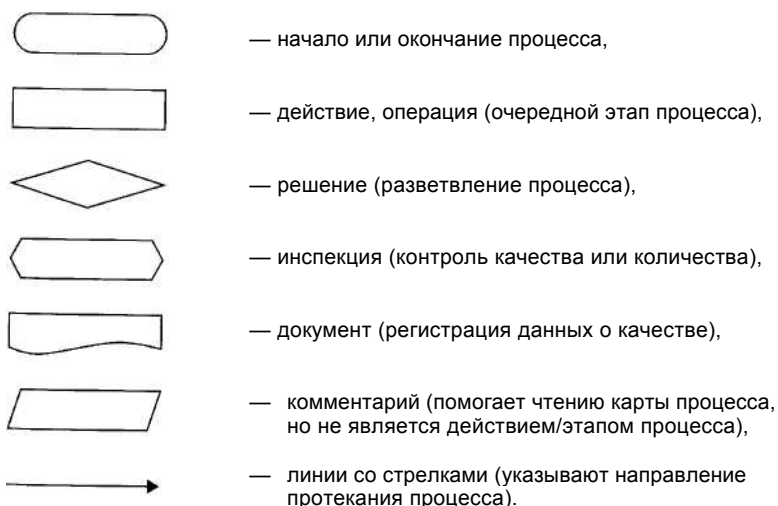 — начало или окончание процесса,
— действие, операция (очередной этап процесса),
— решение (разветвление процесса),
— инспекция (контроль качества или количества),
— документ (регистрация данных о качестве),
— комментарий (помогает чтению карты процесса,
но не является действием/этапом процесса),
— линии со стрелками (указывают направление
протекания процесса).